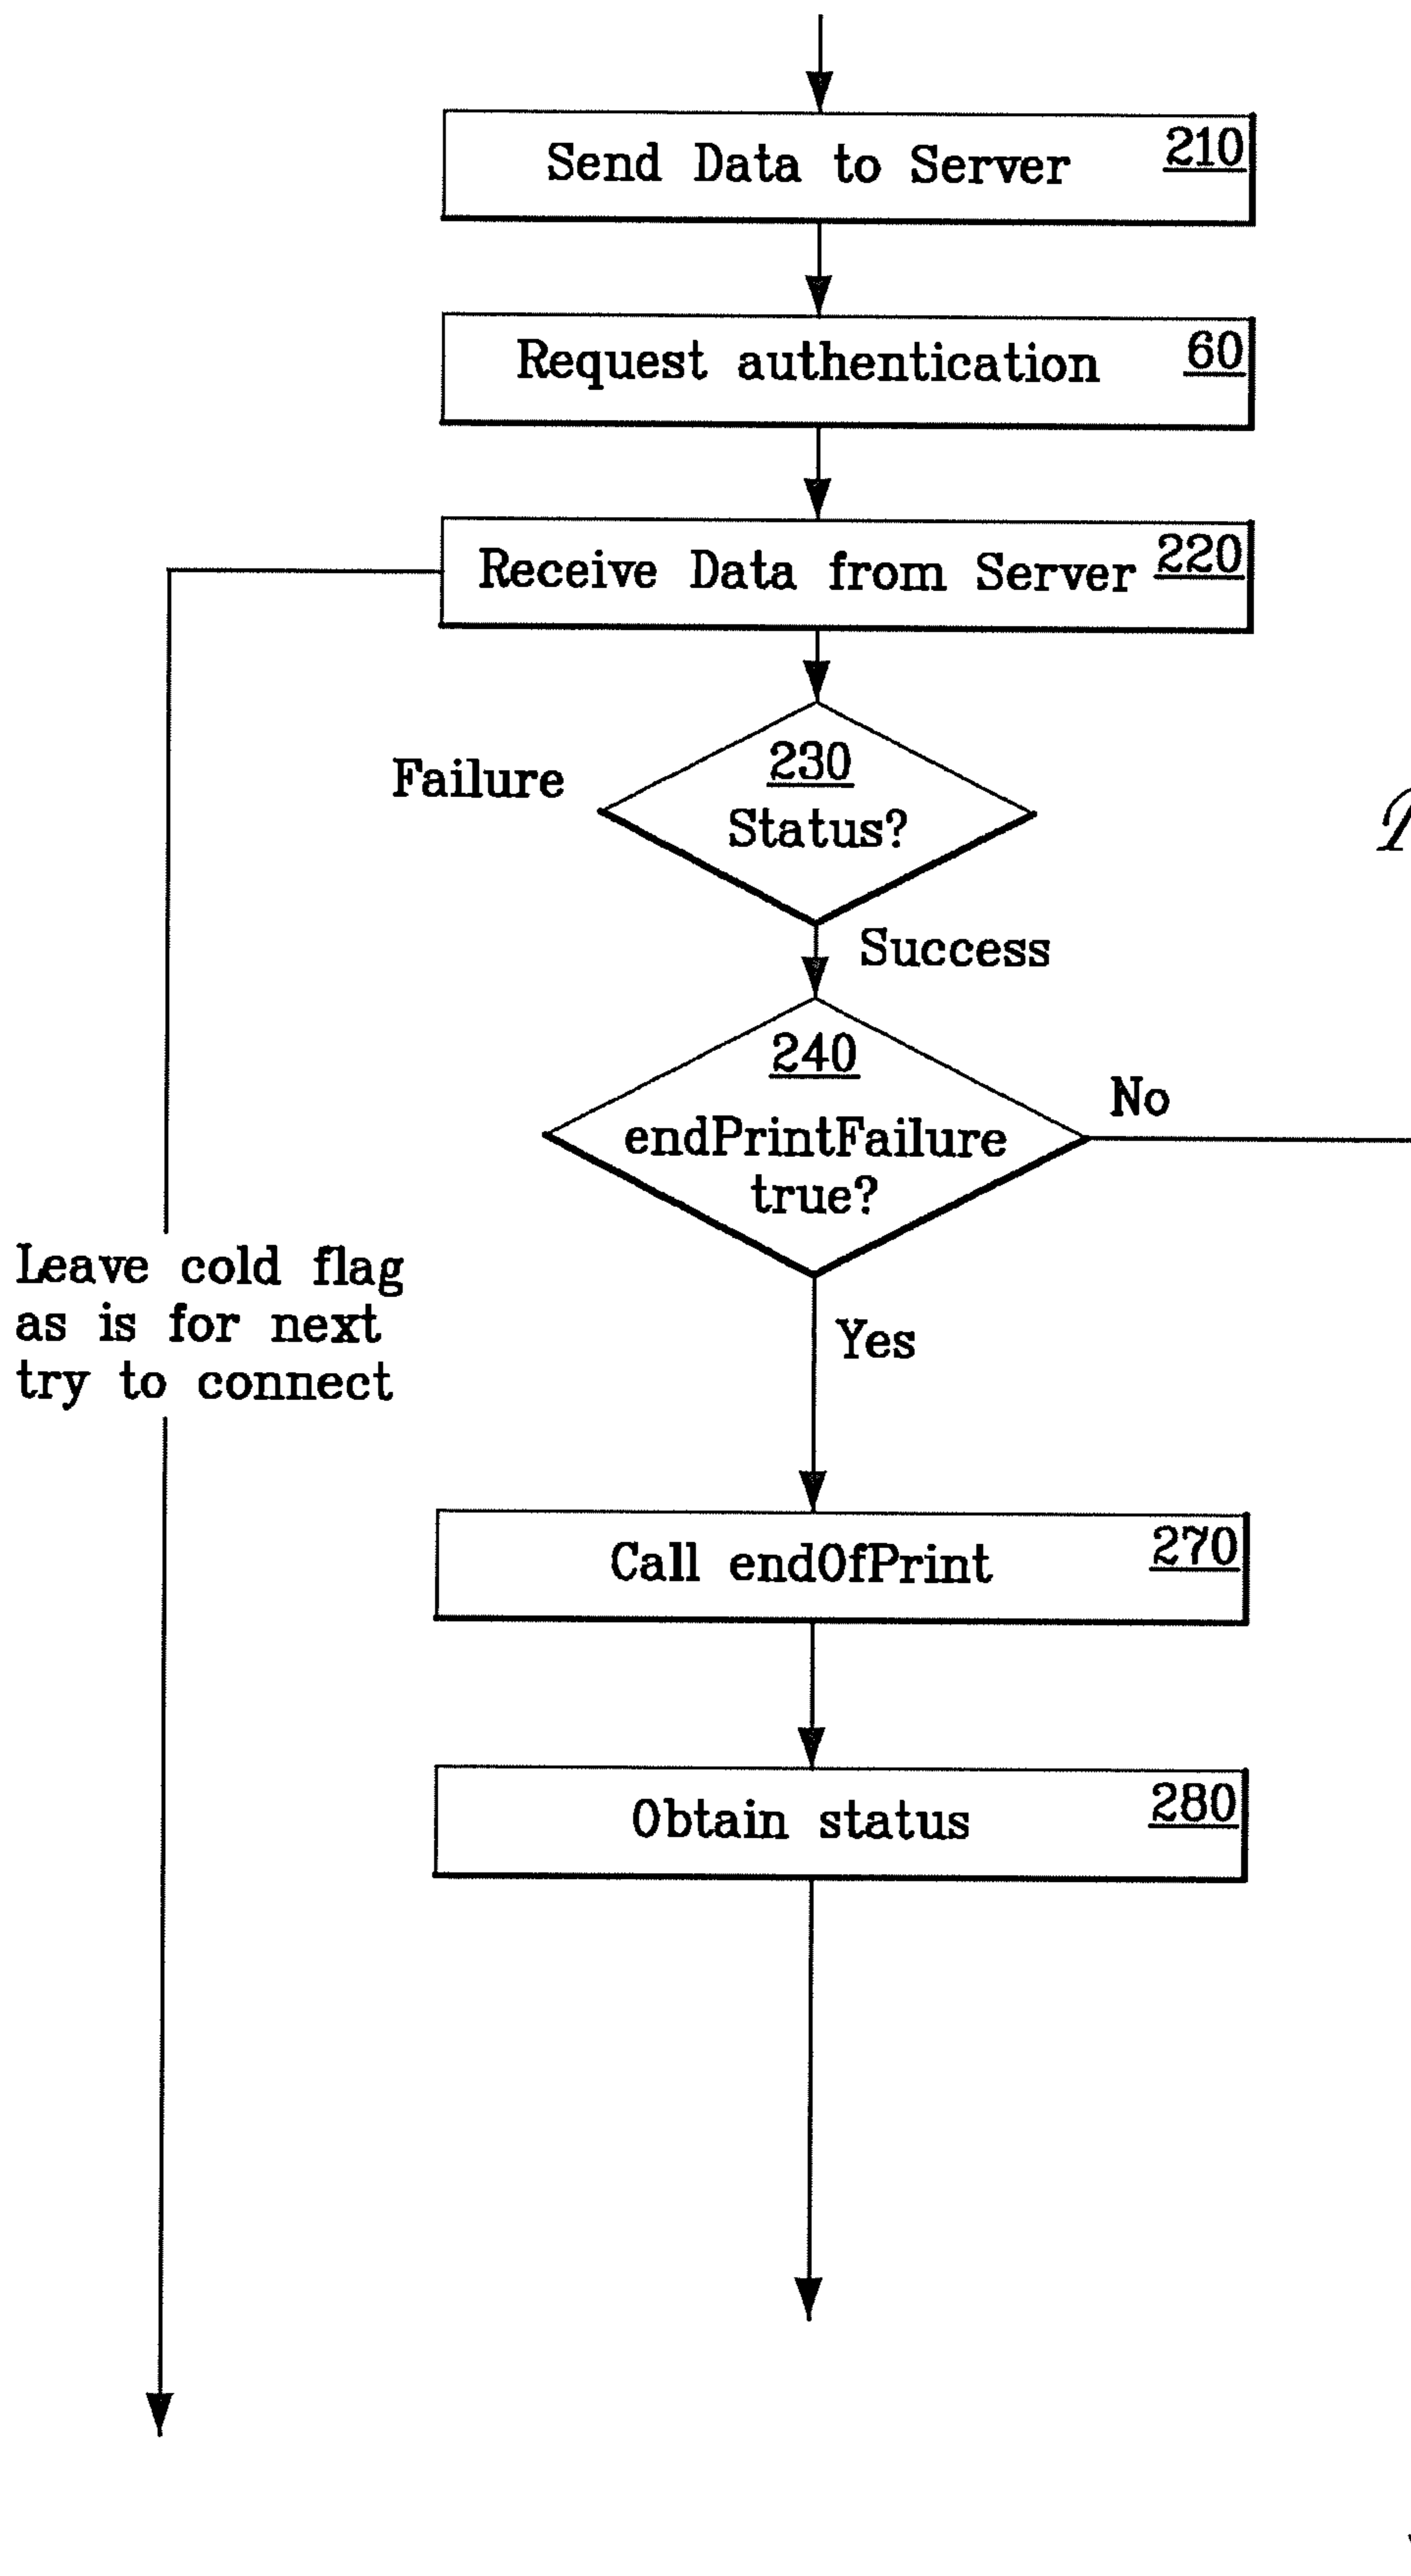 Send Data to Server 210
Request authentication 60
Receive Data from Server 220
230
Failure
Status?
Success
240
No
endPrintFailure
true?
Leave cold flag
as is for next
try to connect
Yes
Call endOfPrint 270
Obtain status 280